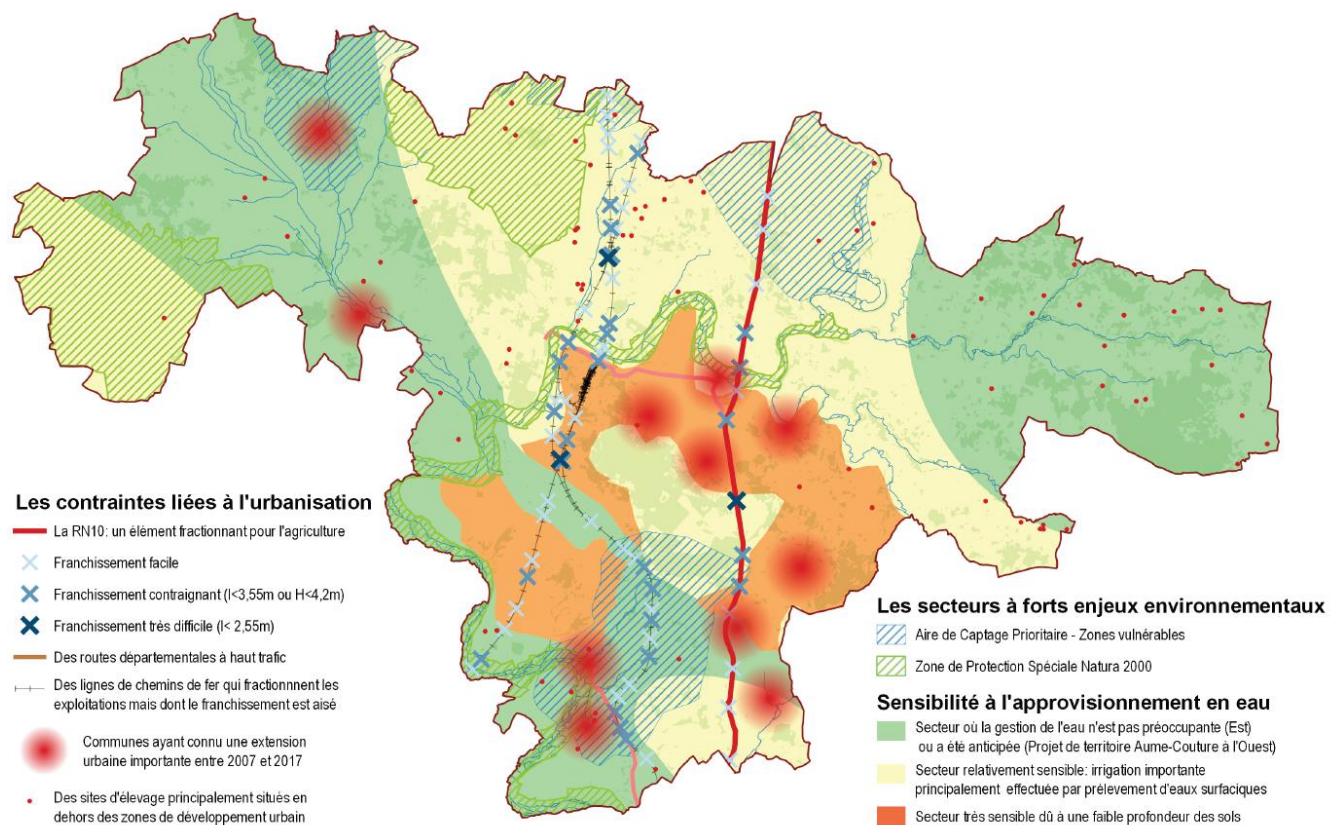 Les contraintes liées à l'urbanisation
La RN10: un élément fractionnant pour l'agriculture
Franchissement facile
Franchissement contraignant (l<3,55m ou H<4,2m)
Franchissement très difficile (l< 2,55m)
Des routes départementales à haut trafic
Des lignes de chemins de fer qui fractionnnent les
exploitations mais dont le franchissement est aisé
Communes ayant connu une extension
urbaine importante entre 2007 et 2017
Des sites d'élevage principalement situés en
dehors des zones de développement urbain
Les secteurs à forts enjeux environnementaux
Aire de Captage Prioritaire - Zones vulnérables
Zone de Protection Spéciale Natura 2000
Sensibilité à l'approvisionnement en eau
Secteur où la gestion de l'eau n'est pas préoccupante (Est)
ou a été anticipée (Projet de territoire Aume-Couture à l'Ouest)
Secteur relativement sensible: irrigation importante
principalement effectuée par prélevement d'eaux surfaciques
Secteur très sensible dû à une faible profondeur des sols